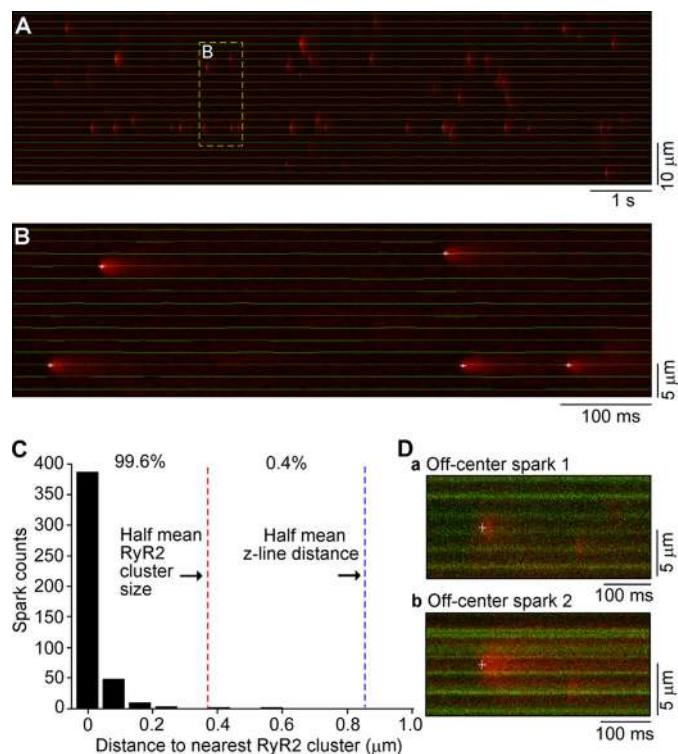 A
B
10 μm
1 s
B
5 μm
100 ms
C
99.6%
0.4%
400
350
300
250
200
150
100
50
0
Spark counts
Half mean
RyR2
cluster
size
Half mean
z-line distance
0
0.2
0.4
0.6
0.8
1.0
Distance to nearest RyR2 cluster (μm)
D
a Off-center spark 1
5 μm
100 ms
b Off-center spark 2
5 μm
100 ms